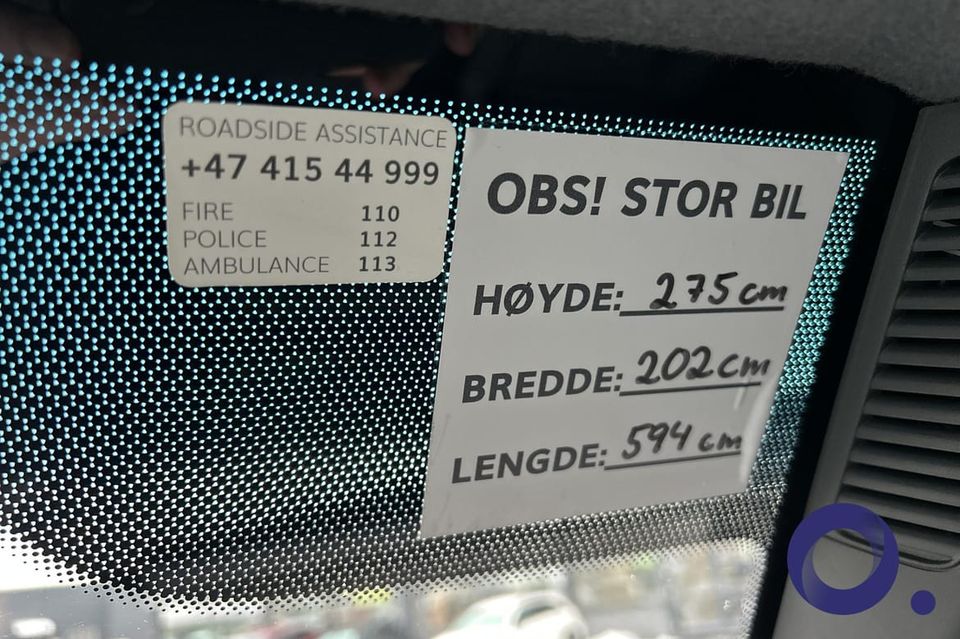 ROADSIDE ASSISTANCE
+47 415 44 999
FIRE 110
POLICE 112
AMBULANCE 113
OBS! STOR BIL
HØYDE: 275 cm
BREDDE: 202 cm
LENGDE: 594 cm